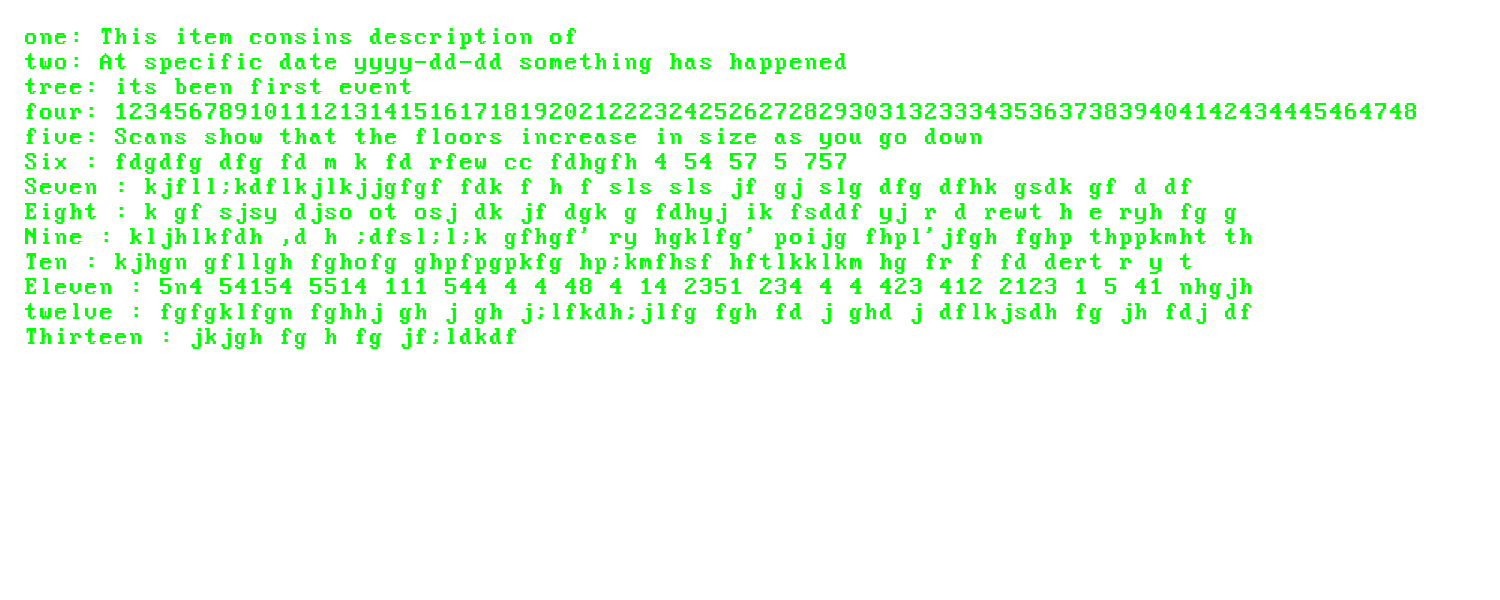 one: This item consins description of
two: At specific date yyyy-dd-dd something has happened
tree: its been first event
four: 123456789101112131415161718192021222324252627282930313233343536373839404142434445464748
five: Scans show that the floors increase in size as you go down
Six : fdgdfg dfg fd m k fd rfew cc fdhgfh 4 54 57 5 757
Seven : kjfll;kdflkjlkjjgfgf fdk f h f sls sls jf gj slg dfg dfhk gsdk gf d df
Eight : k gf sjsy djso ot osj dk jf dgk g fdhyj ik fsddf yj r d rewt h e ryh fg g
Nine : kljhlkfdh ,d h ;dfsl;l;k gfhgf' ry hgklfg' poijg fhpl'jfgh fghp thppkmht th
Ten : kjhgn gfllgh fghofg ghpfpgpkfg hp;kmfhsf hftlkklkm hg fr f fd dert r y t
Eleven : 5n4 54154 5514 111 544 4 4 48 4 14 2351 234 4 4 423 412 2123 1 5 41 nhgjh
twelve : fgfgklfgn fghhj gh j gh j;lfkdh;jlfg fgh fd j ghd j dflkjsdh fg jh fdj df
Thirteen : jkjgh fg h fg jf;ldkdf